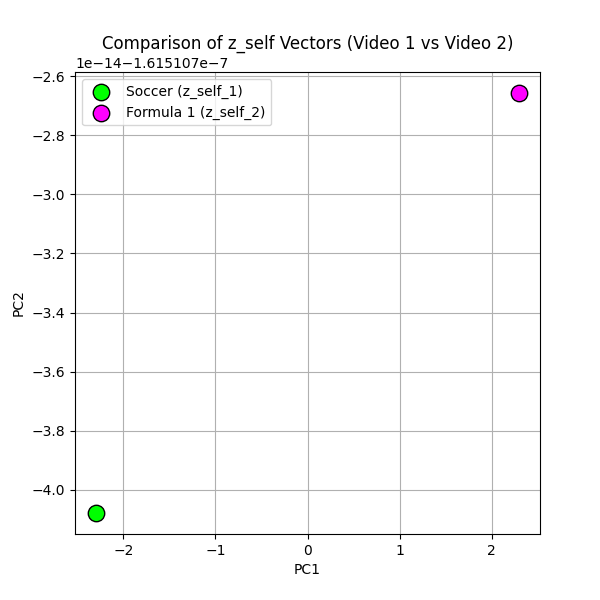 Comparison of z_self Vectors (Video 1 vs Video 2)
1e−14−1.615107e−7
Soccer (z_self_1)
Formula 1 (z_self_2)
−2.6
−2.8
−3.0
−3.2
−3.4
−3.6
−3.8
−4.0
PC2
−2 −1 0 1 2
PC1